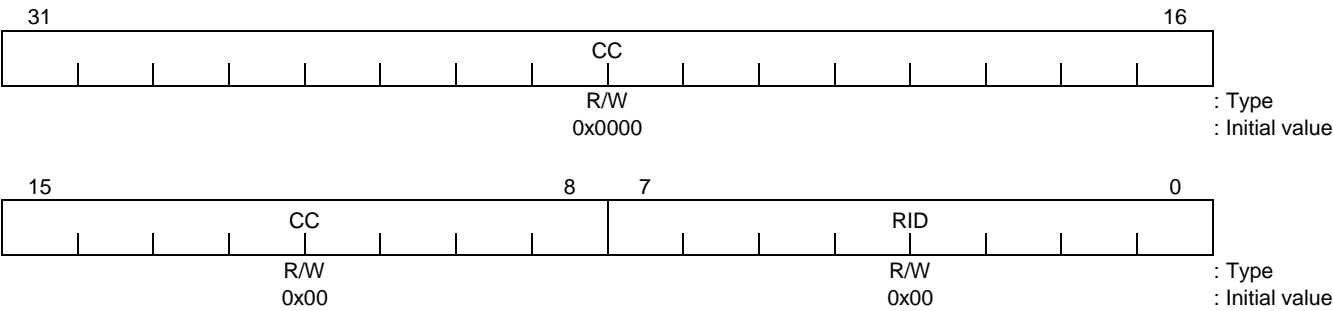 31 16
CC
R/W : Type
0x0000 : Initial value
15 8 7 0
CC RID
R/W R/W : Type
0x00 0x00 : Initial value